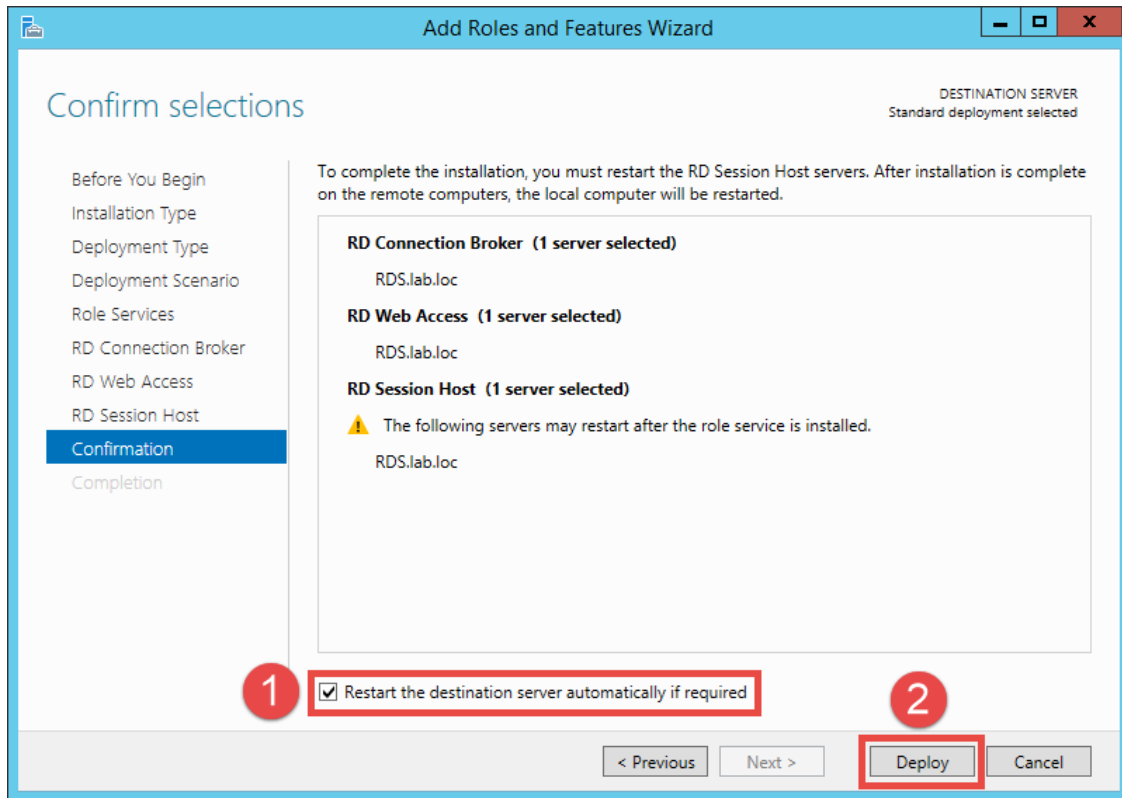 Add Roles and Features Wizard
Confirm selections
DESTINATION SERVER
Standard deployment selected
Before You Begin
Installation Type
Deployment Type
Deployment Scenario
Role Services
RD Connection Broker
RD Web Access
RD Session Host
Confirmation
Completion
To complete the installation, you must restart the RD Session Host servers. After installation is complete
on the remote computers, the local computer will be restarted.
RD Connection Broker (1 server selected)
RDS.lab.loc
RD Web Access (1 server selected)
RDS.lab.loc
RD Session Host (1 server selected)
The following servers may restart after the role service is installed.
RDS.lab.loc
1
Restart the destination server automatically if required
2
< Previous
Next >
Deploy
Cancel